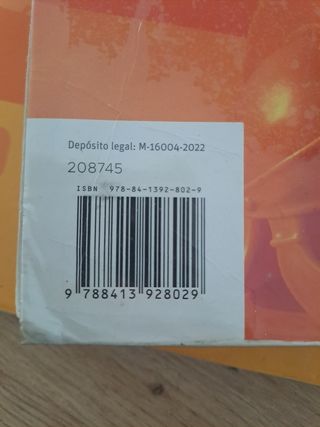 Depósito legal: M-16004-2022
208745
ISBN 978-84-1392-802-9
9 788413 928029